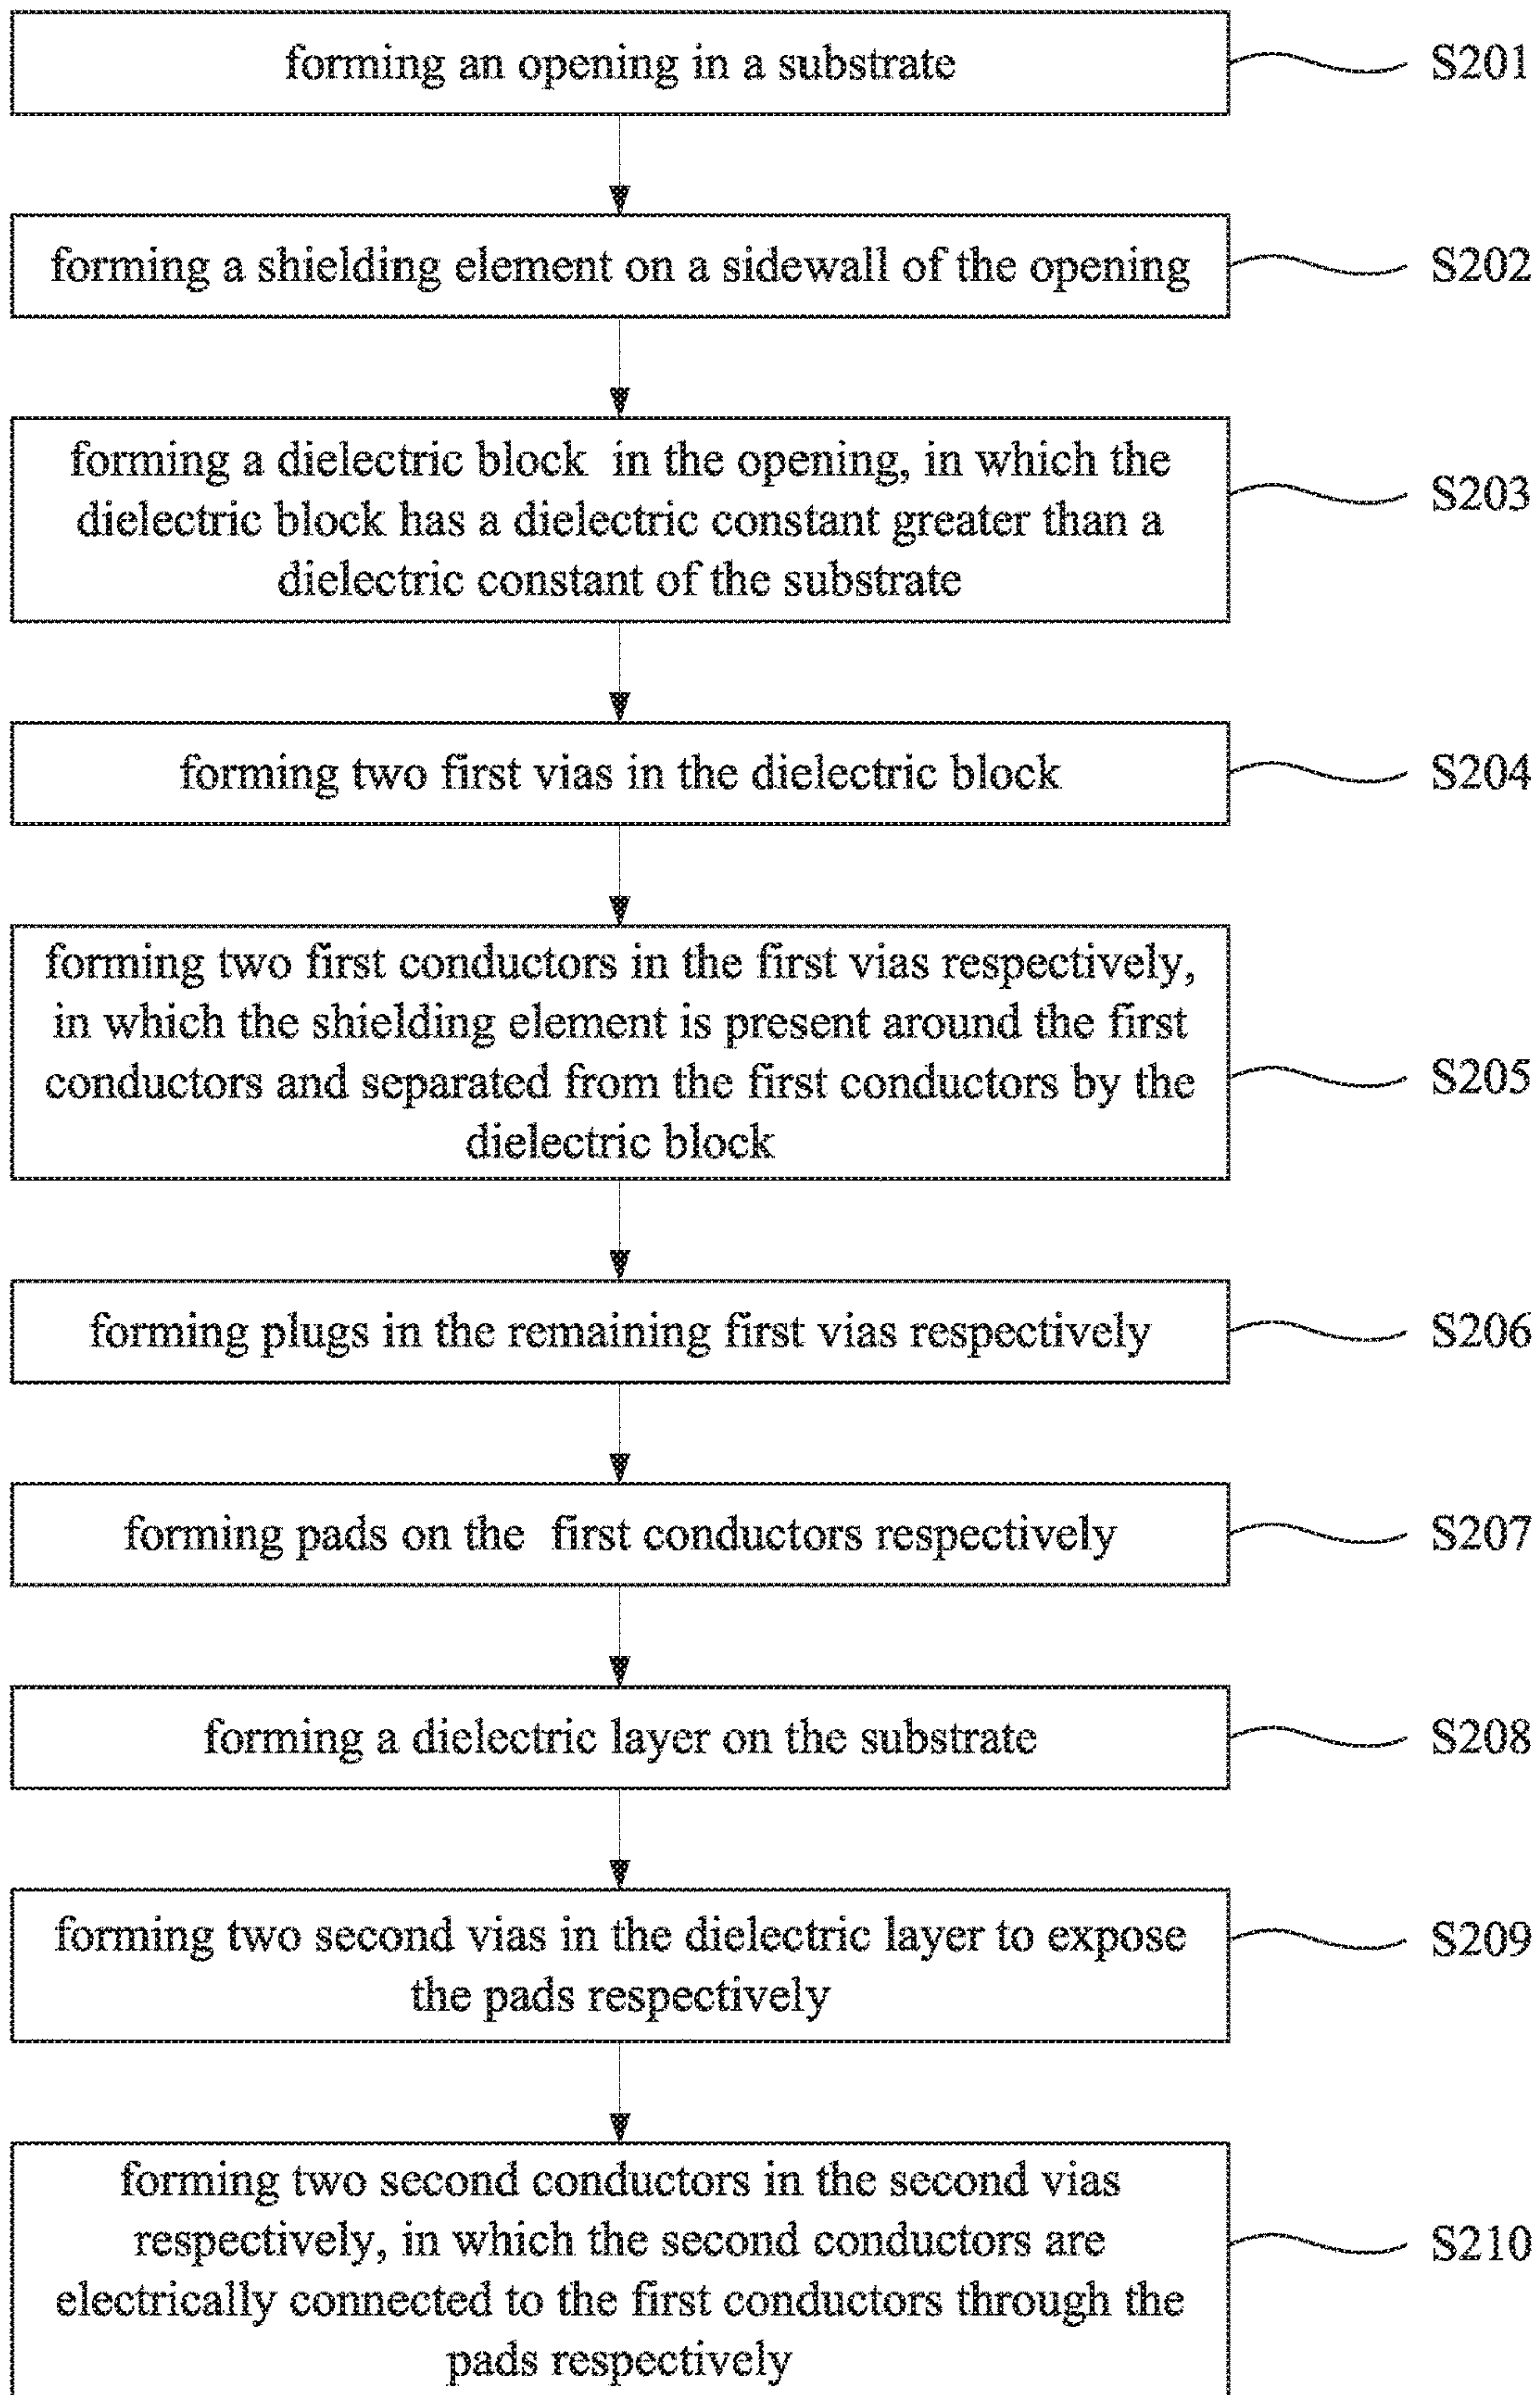 forming an opening in a substrate
S201
forming a shielding element on a sidewall of the opening
S202
forming a dielectric block in the opening, in which the
dielectric block has a dielectric constant greater than a
dielectric constant of the substrate
S203
forming two first vias in the dielectric block
S204
forming two first conductors in the first vias respectively,
in which the shielding element is present around the first
conductors and separated from the first conductors by the
dielectric block
S205
forming plugs in the remaining first vias respectively
S206
forming pads on the first conductors respectively
S207
forming a dielectric layer on the substrate
S208
forming two second vias in the dielectric layer to expose
the pads respectively
S209
forming two second conductors in the second vias
respectively, in which the second conductors are
electrically connected to the first conductors through the
pads respectively
S210